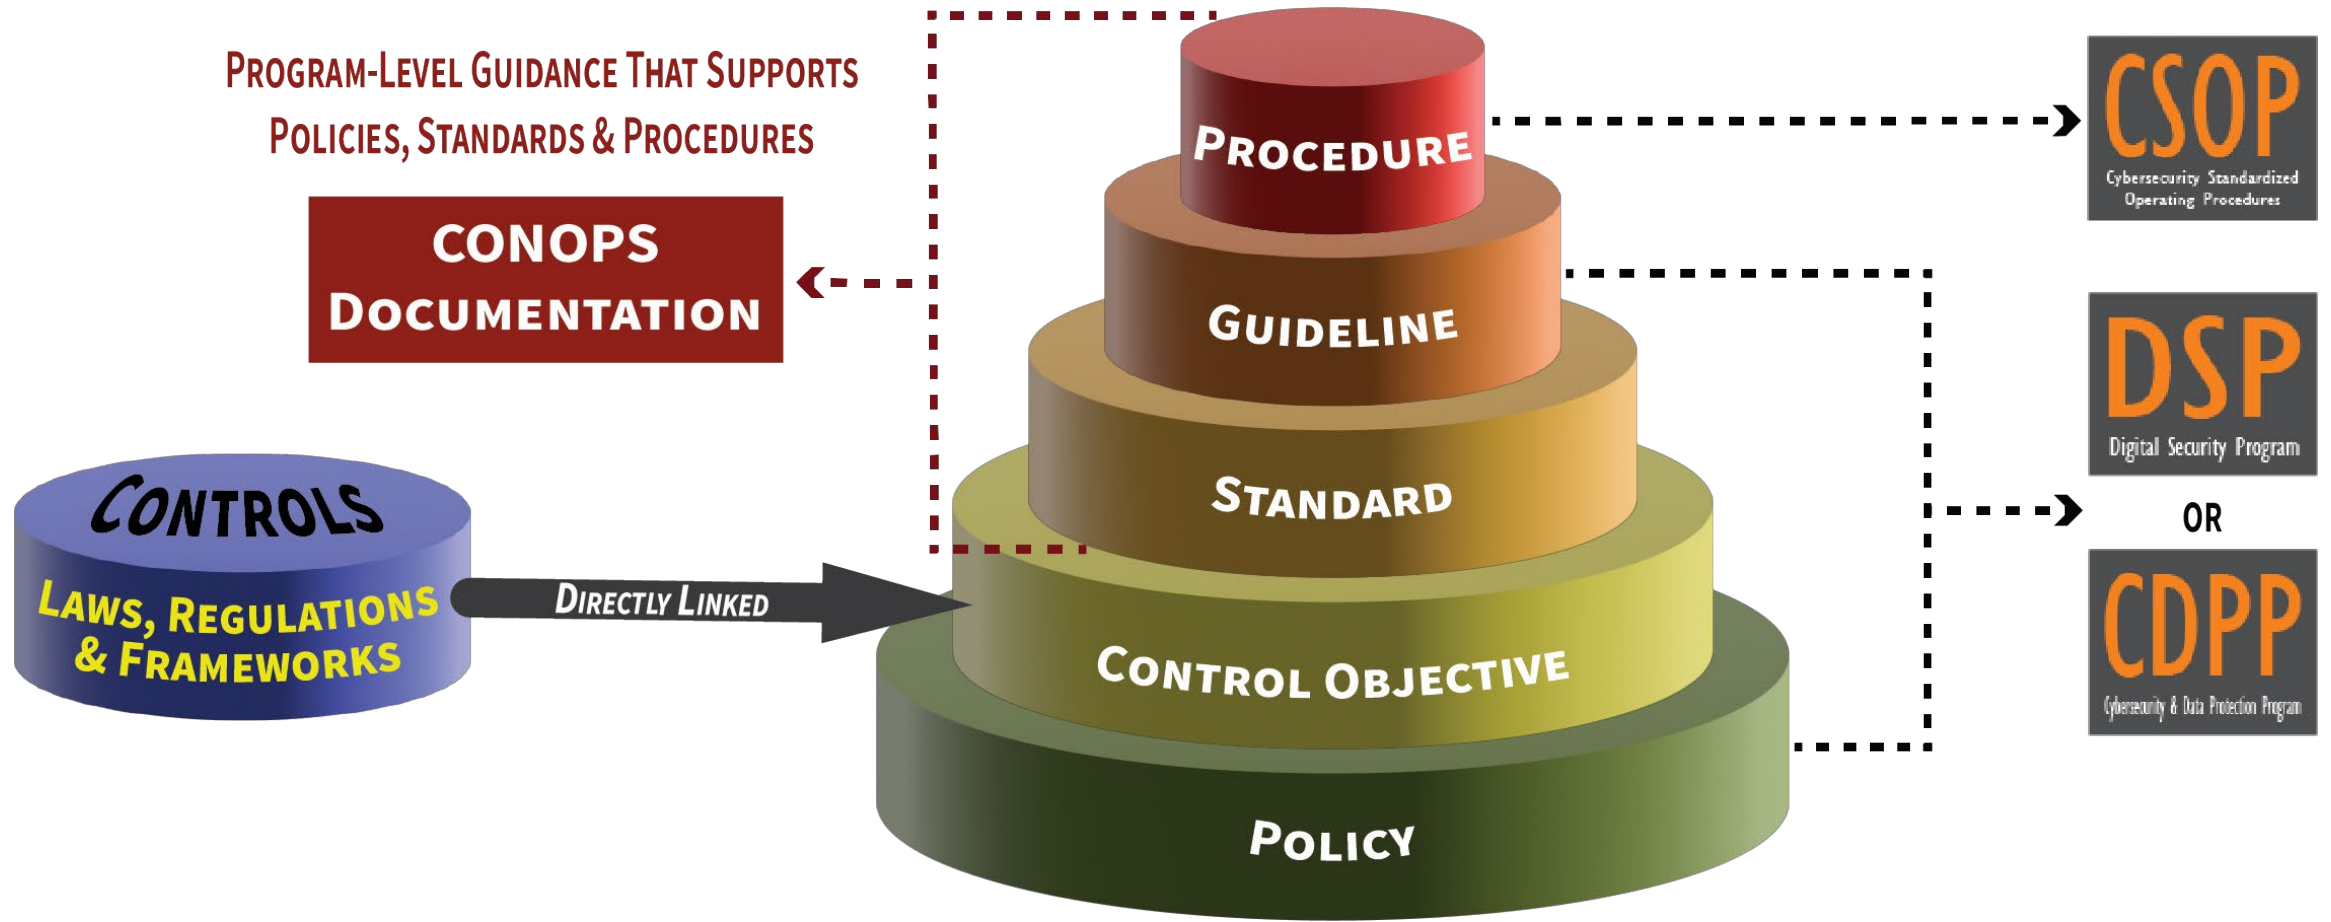 Program-Level Guidance That Supports
Policies, Standards & Procedures
CONOPS
Documentation
Controls
Laws, Regulations
& Frameworks
Directly Linked
Procedure
Guideline
Standard
Control Objective
Policy
CSOP
Cybersecurity Standardized
Operating Procedures
DSP
Digital Security Program
OR
CDPP
Cybersecurity & Data Protection Program